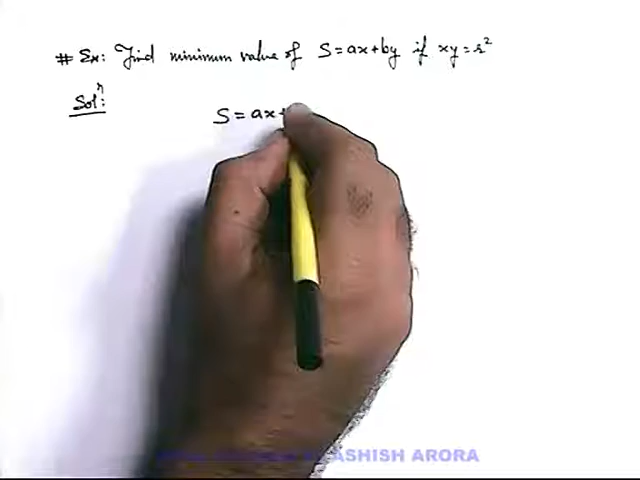 # Ex: Find minimum value of S=ax+by if xy=r²
Solⁿ:
S=ax+
ASHISH ARORA